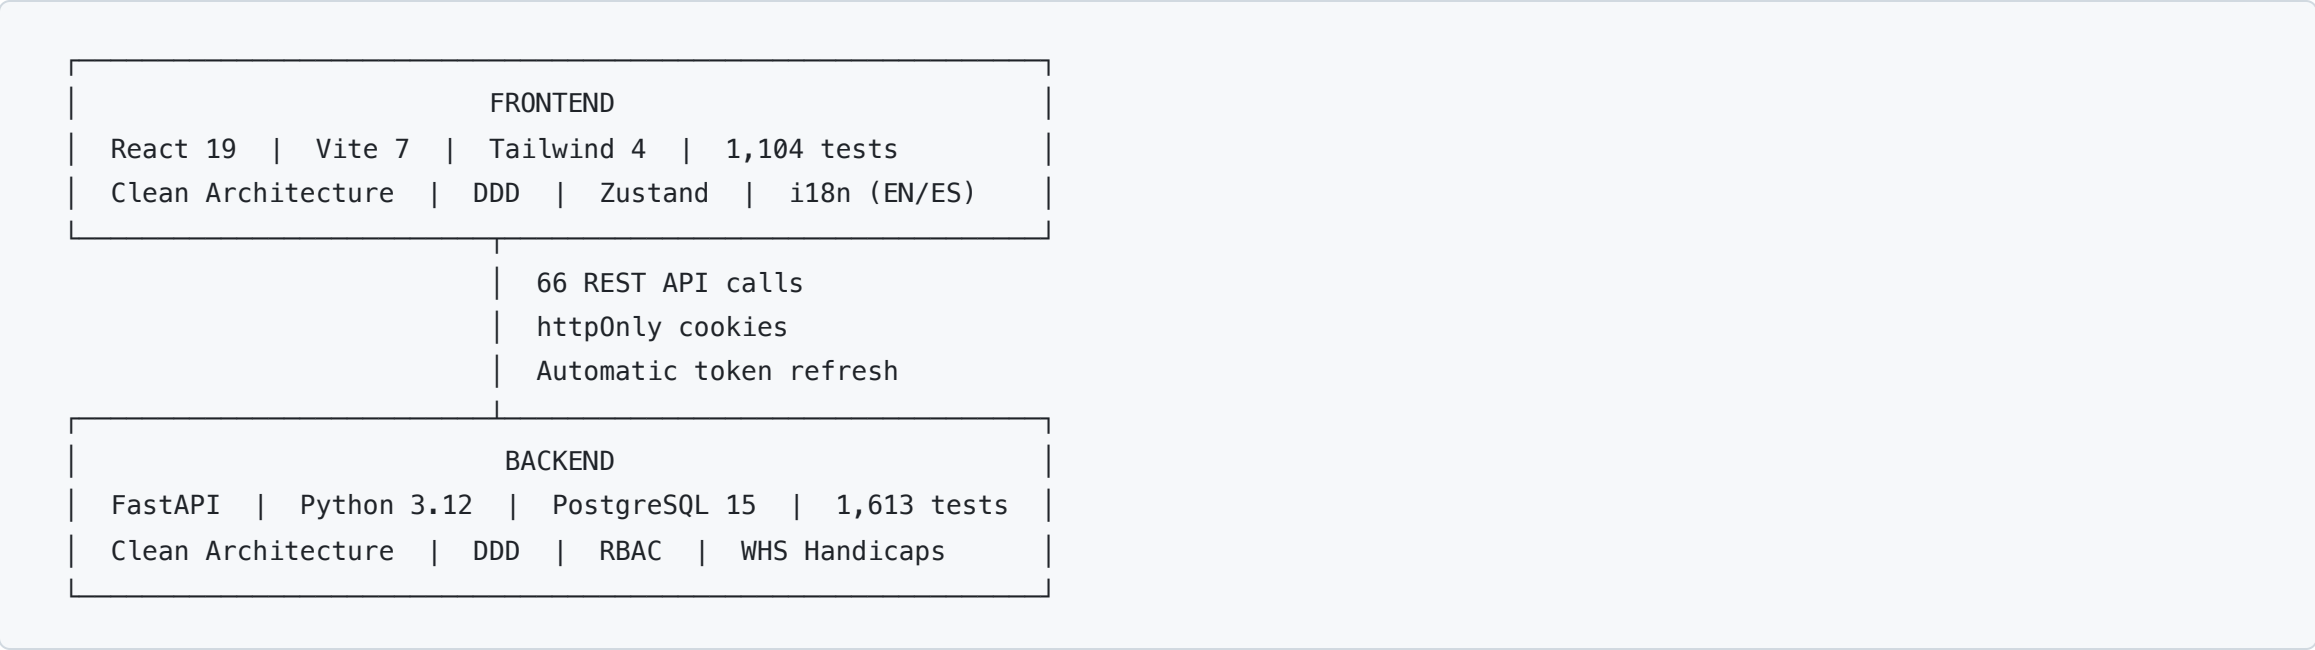 FRONTEND
React 19 | Vite 7 | Tailwind 4 | 1,104 tests
Clean Architecture | DDD | Zustand | i18n (EN/ES)
66 REST API calls
httpOnly cookies
Automatic token refresh
BACKEND
FastAPI | Python 3.12 | PostgreSQL 15 | 1,613 tests
Clean Architecture | DDD | RBAC | WHS Handicaps